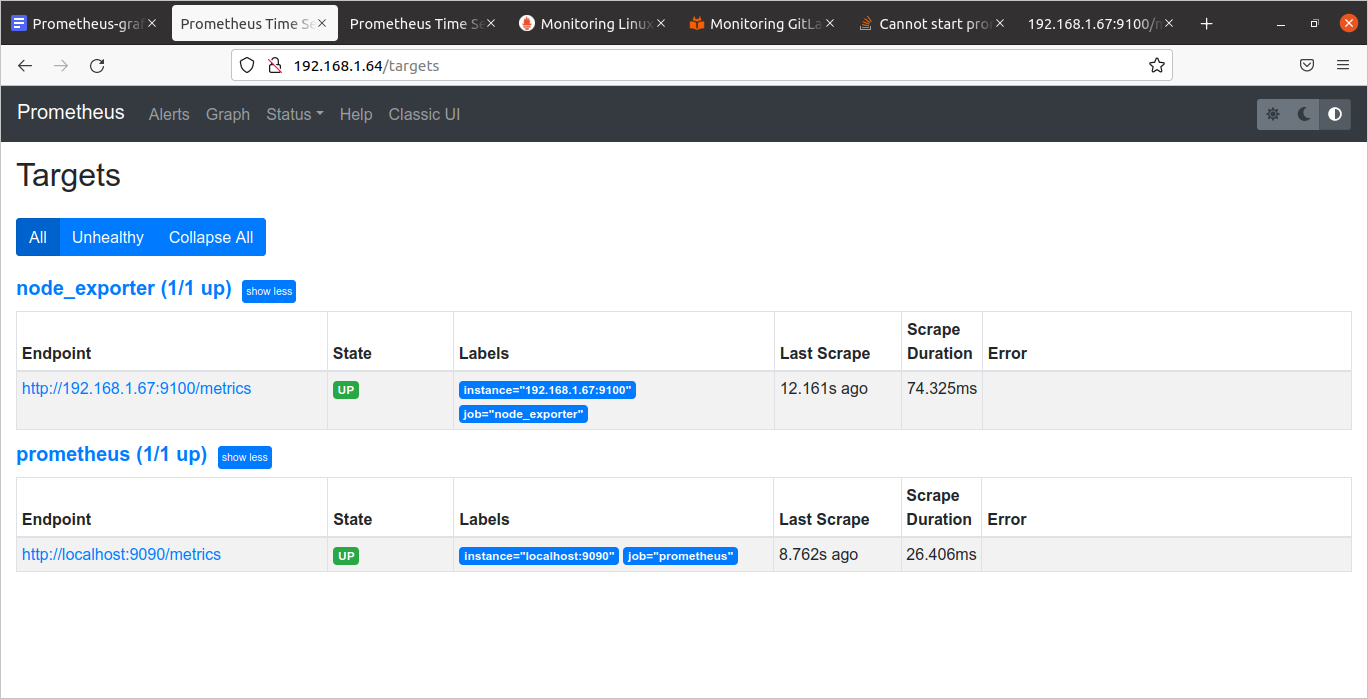 Prometheus-graf
Prometheus Time Se
Prometheus Time Se
Monitoring Linux
Monitoring GitLa
Cannot start pro
192.168.1.67:9100/m
192.168.1.64/targets
Prometheus Alerts Graph Status Help Classic UI
Targets
All Unhealthy Collapse All
node_exporter (1/1 up) show less
Endpoint State Labels Last Scrape Scrape Duration Error
http://192.168.1.67:9100/metrics UP instance="192.168.1.67:9100" 12.161s ago 74.325ms
job="node_exporter"
prometheus (1/1 up) show less
Endpoint State Labels Last Scrape Scrape Duration Error
http://localhost:9090/metrics UP instance="localhost:9090" job="prometheus" 8.762s ago 26.406ms